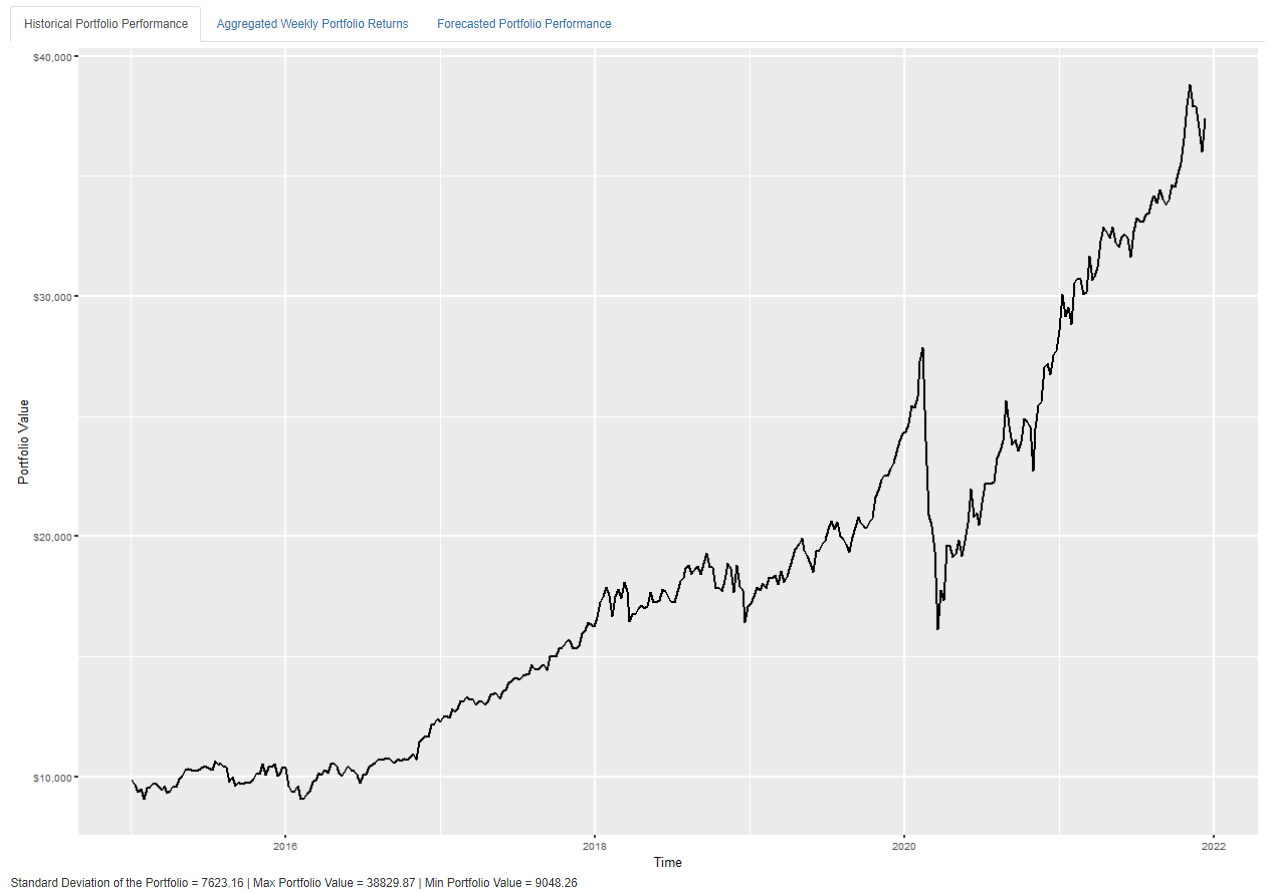 Historical Portfolio Performance Aggregated Weekly Portfolio Returns Forecasted Portfolio Performance
$40,000
$30,000
Portfolio Value
$20,000
$10,000
2016 2018 2020 2022
Time
Standard Deviation of the Portfolio = 7623.16 | Max Portfolio Value = 38829.87 | Min Portfolio Value = 9048.26